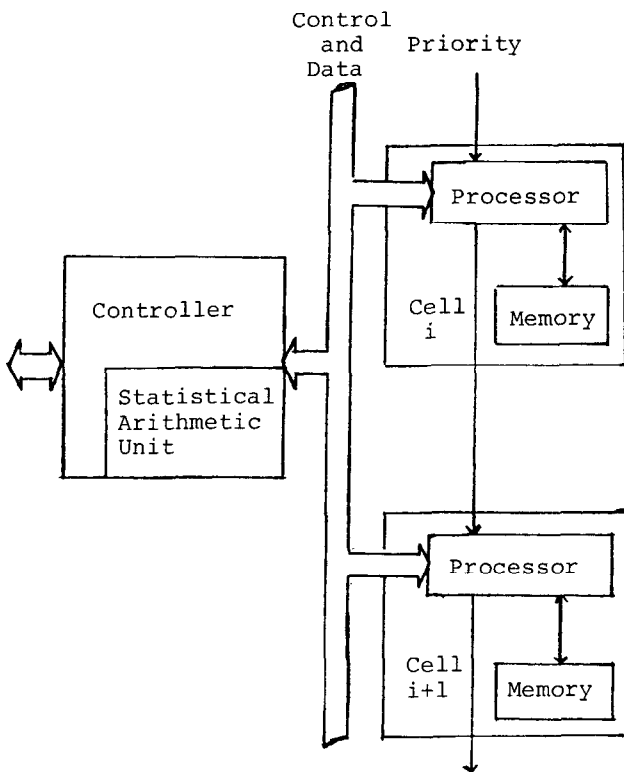 Control
and
Data
Priority
Processor
Cell
i
Memory
Controller
Statistical
Arithmetic
Unit
Processor
Cell
i+1
Memory